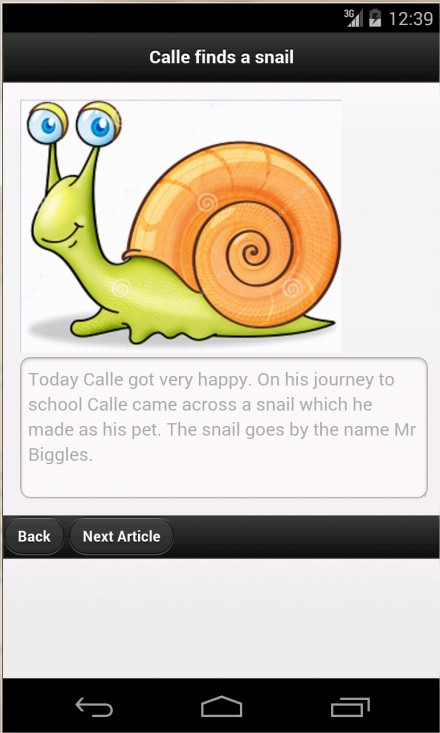 3G 12:39
Calle finds a snail
Today Calle got very happy. On his journey to
school Calle came across a snail which he
made as his pet. The snail goes by the name Mr
Biggles.
Back Next Article